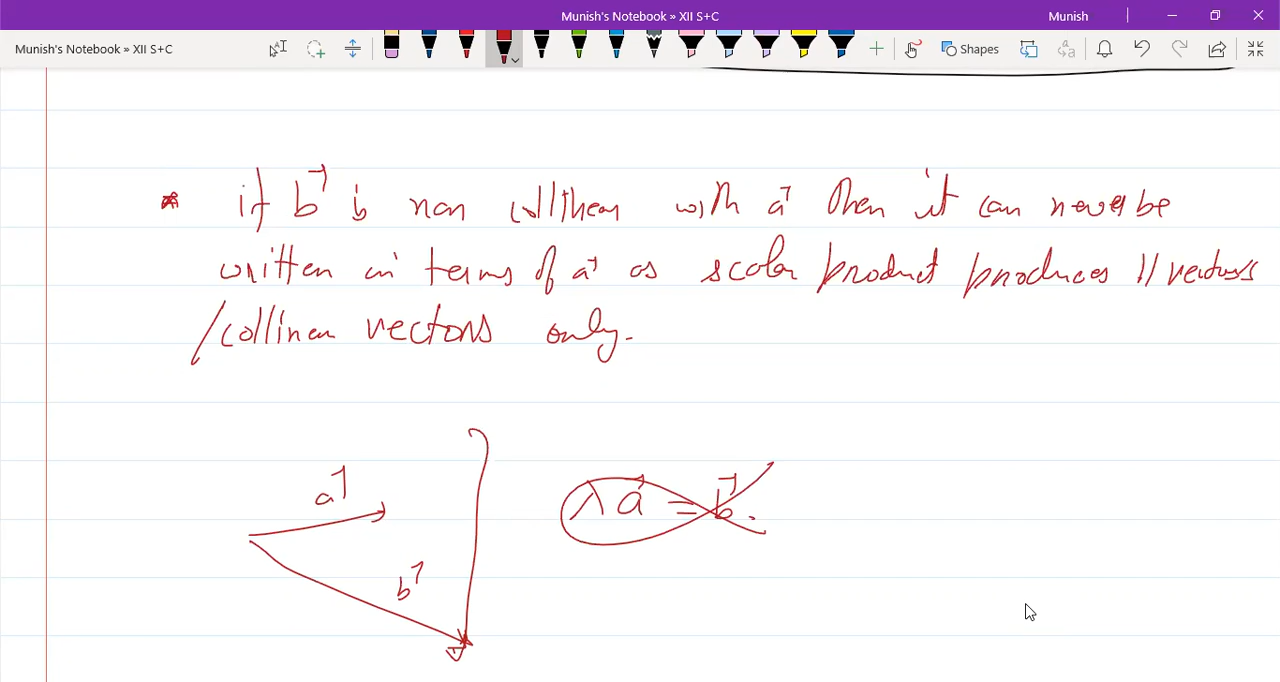 Munish's Notebook » XII S+C
Munish
Munish's Notebook » XII S+C
Shapes
* if b⃗ is non collinear with a⃗ then it can never be
written in terms of a⃗ as scalar product produces || vectors
/collinear vectors only.
a⃗
λ a⃗ = b⃗.
b⃗